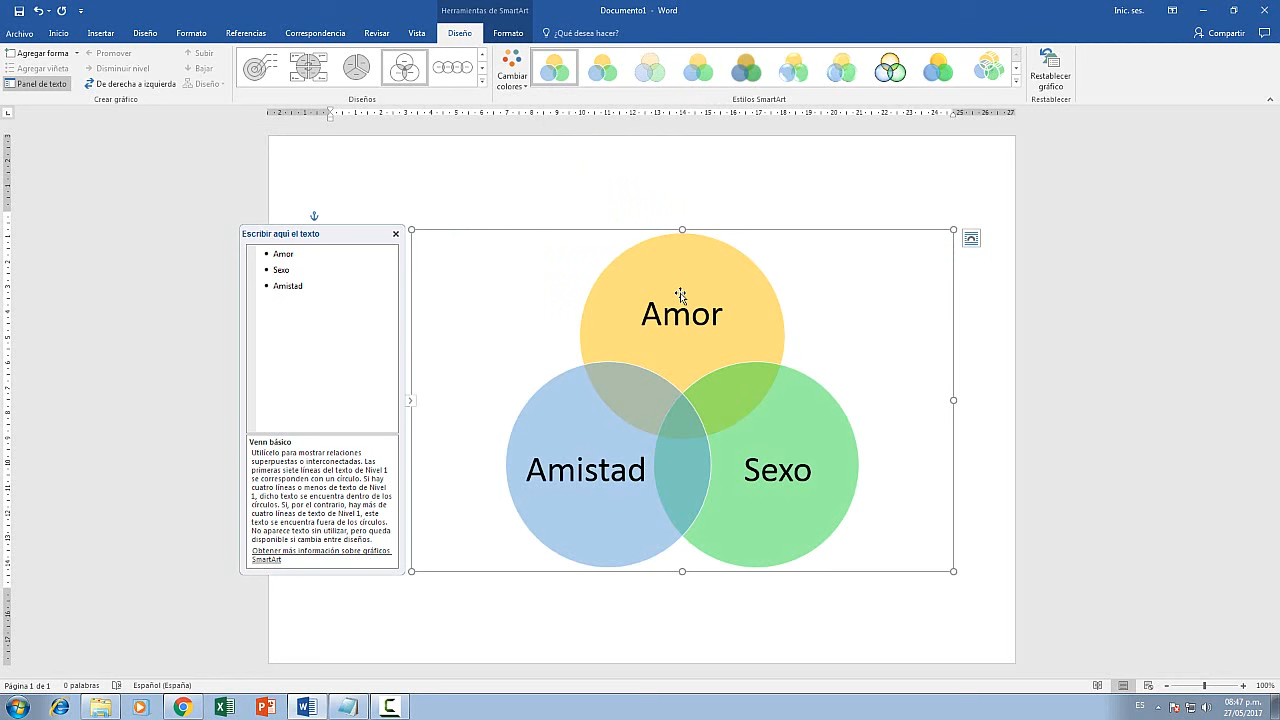 Herramientas de SmartArt
Documento1 - Word
Inic. ses.
Archivo Inicio Insertar Diseño Formato Referencias Correspondencia Revisar Vista Diseño Formato ¿Qué desea hacer? Compartir
Agregar forma Promover Subir
Agregar viñeta Disminuir nivel Bajar
Panel de texto De derecha a izquierda Diseño
Crear gráfico
Diseños
Cambiar
colores
Estilos SmartArt
Restablecer
gráfico
Restablecer
Escribir aquí el texto
Amor
Sexo
Amistad
Venn básico
Utilícelo para mostrar relaciones
superpuestas o interconectadas. Las
primeras siete líneas del texto de Nivel 1
se corresponden con un círculo. Si hay
cuatro líneas o menos de texto de Nivel
1, dicho texto se encuentra dentro de los
círculos. Si, por el contrario, hay más de
cuatro líneas de texto de Nivel 1, este
texto se encuentra fuera de los círculos.
No aparece texto sin utilizar, pero queda
disponible si cambia entre diseños.
Obtener más información sobre gráficos
SmartArt
Amor
Amistad
Sexo
Página 1 de 1 0 palabras Español (España) 100%
ES
08:47 p.m.
27/05/2017